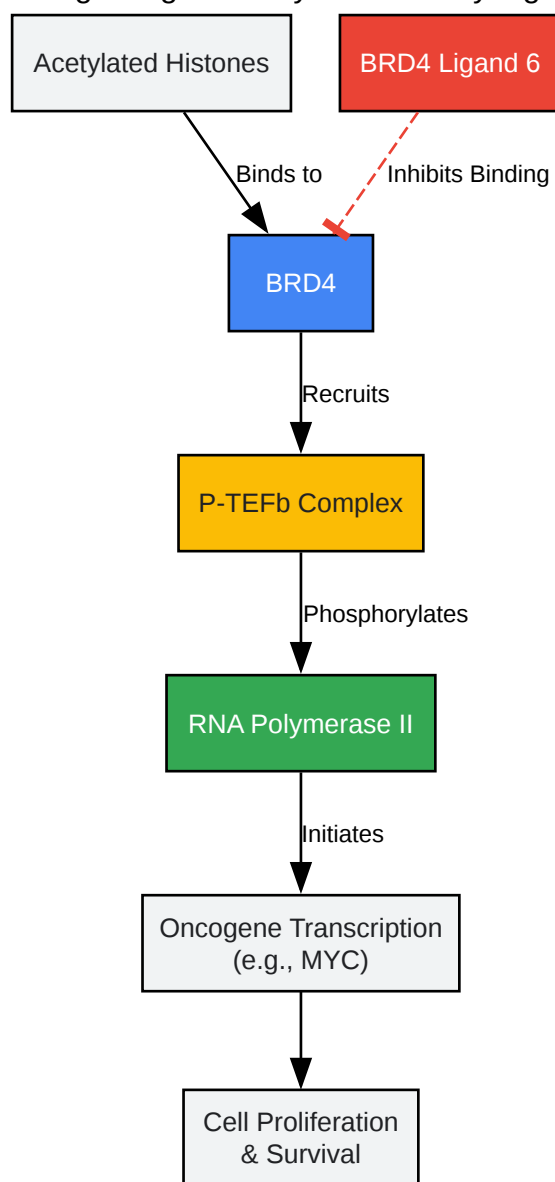 Acetylated Histones
BRD4 Ligand 6
Binds to
Inhibits Binding
BRD4
Recruits
P-TEFb Complex
Phosphorylates
RNA Polymerase II
Initiates
Oncogene Transcription
(e.g., MYC)
Cell Proliferation
& Survival